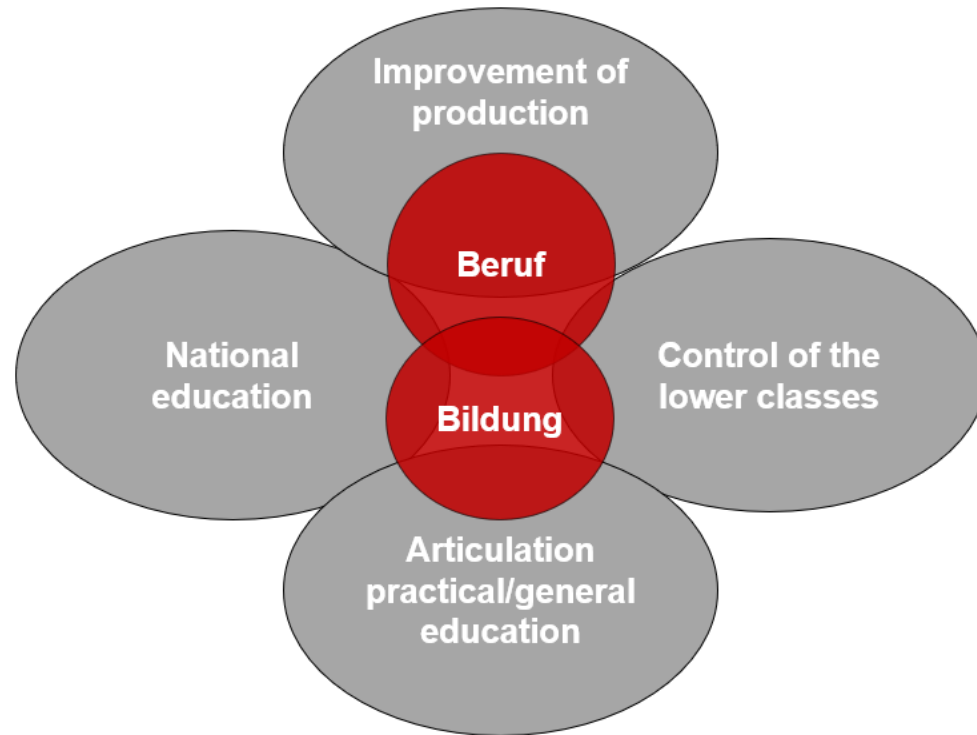 Improvement of
production
Beruf
National
education
Control of the
lower classes
Bildung
Articulation
practical/general
education